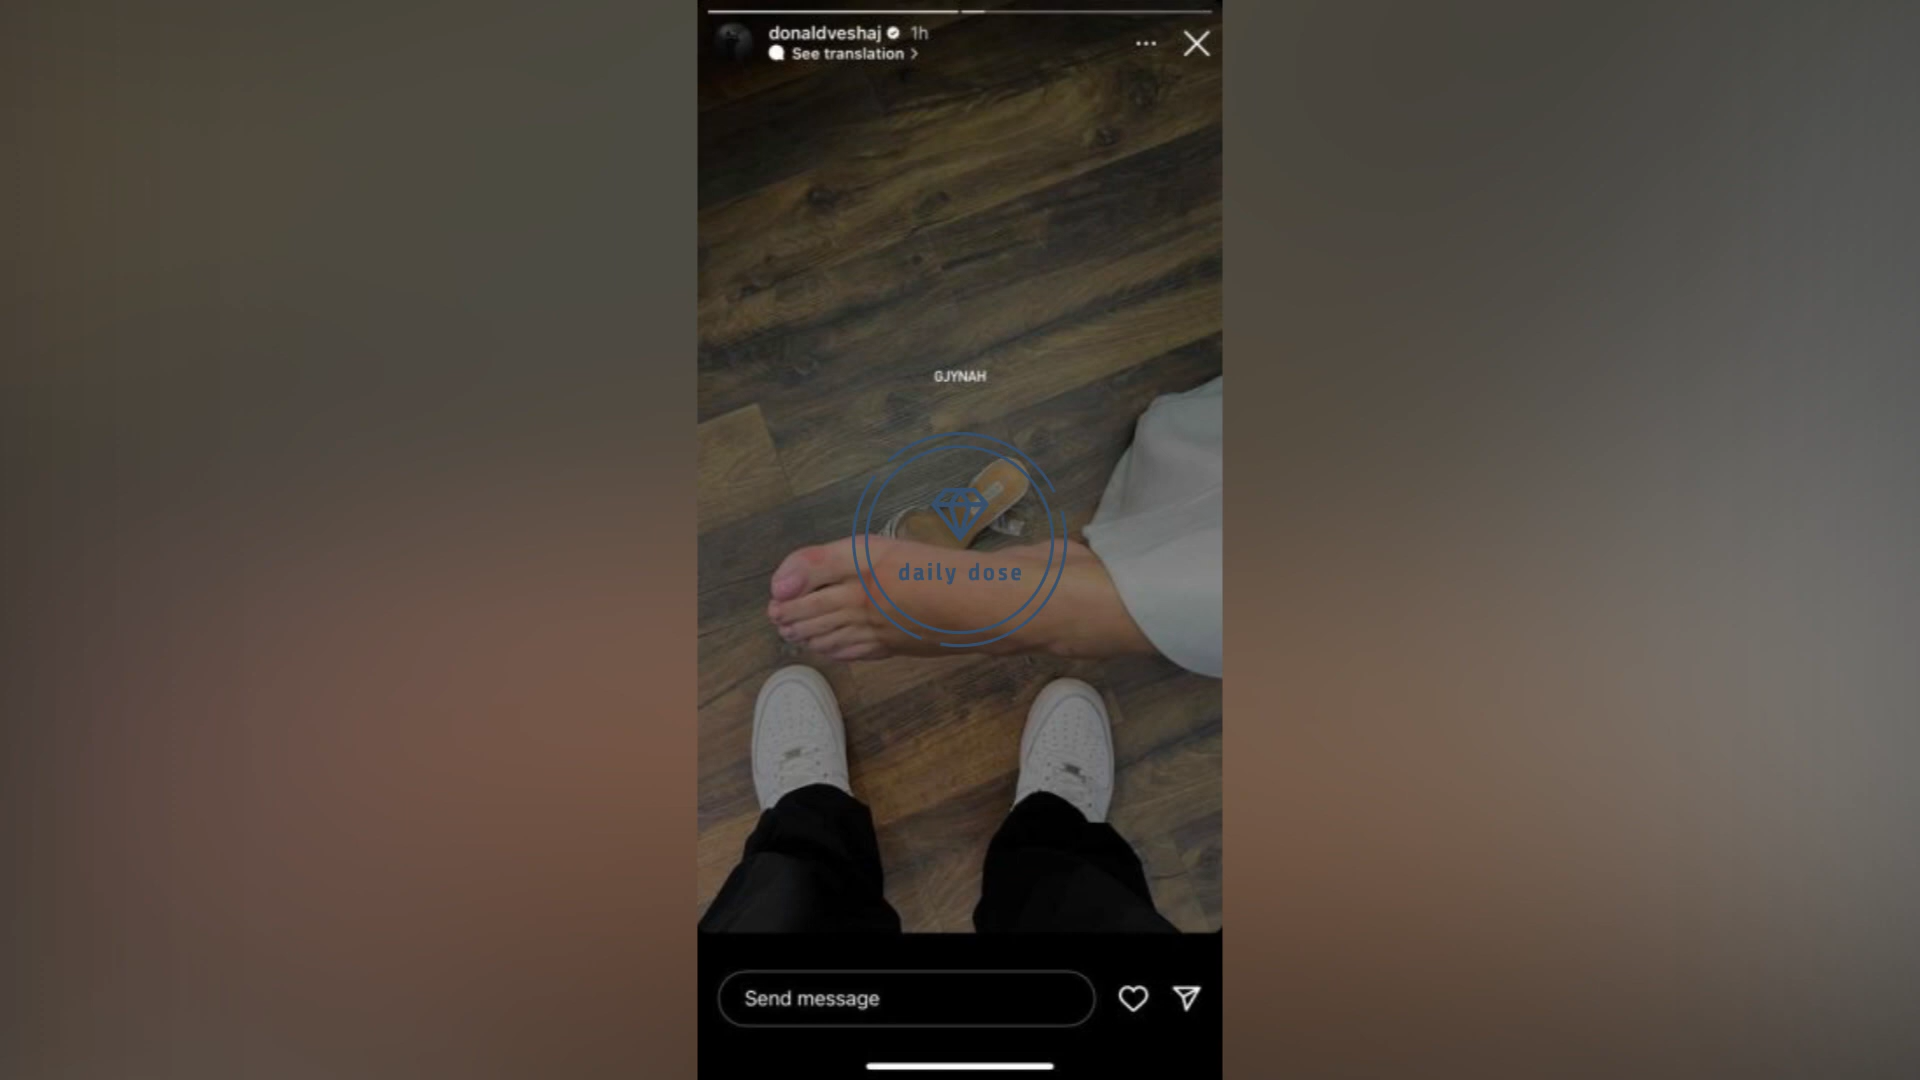 donaldveshaj 1h
See translation >
GJYNAH
daily dose
Send message